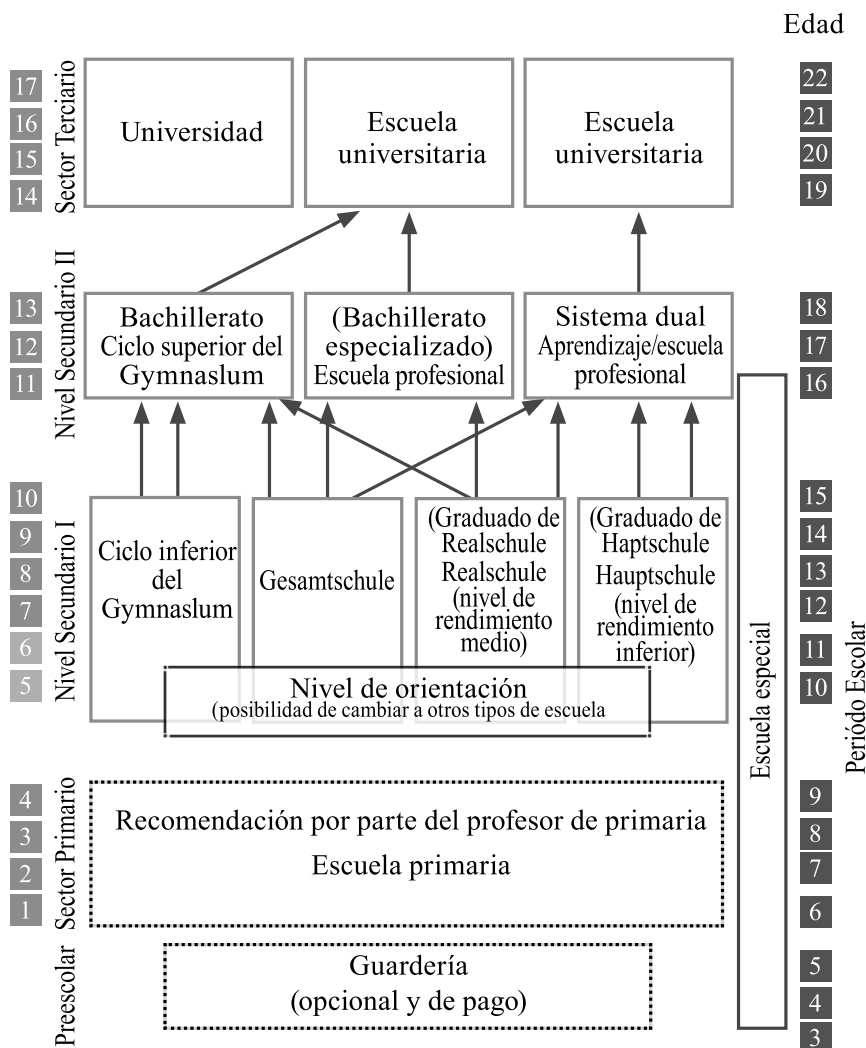 Edad
17
16
15
14
Sector Terciario
Universidad
Escuela
universitaria
Escuela
universitaria
22
21
20
19
13
12
11
Nivel Secundario II
Bachillerato
Ciclo superior del
Gymnaslum
(Bachillerato
especializado)
Escuela profesional
Sistema dual
Aprendizaje/escuela
profesional
18
17
16
10
9
8
7
6
5
Nivel Secundario I
Ciclo inferior
del
Gymnaslum
Gesamtschule
(Graduado de
Realschule
Realschule
(nivel de
rendimiento
medio)
(Graduado de
Haptschule
Hauptschule
(nivel de
rendimiento
inferior)
Nivel de orientación
(posibilidad de cambiar a otros tipos de escuela
15
14
13
12
11
10
Escuela especial
Periódo Escolar
4
3
2
1
Sector Primario
Recomendación por parte del profesor de primaria
Escuela primaria
9
8
7
6
Preescolar
Guardería
(opcional y de pago)
5
4
3